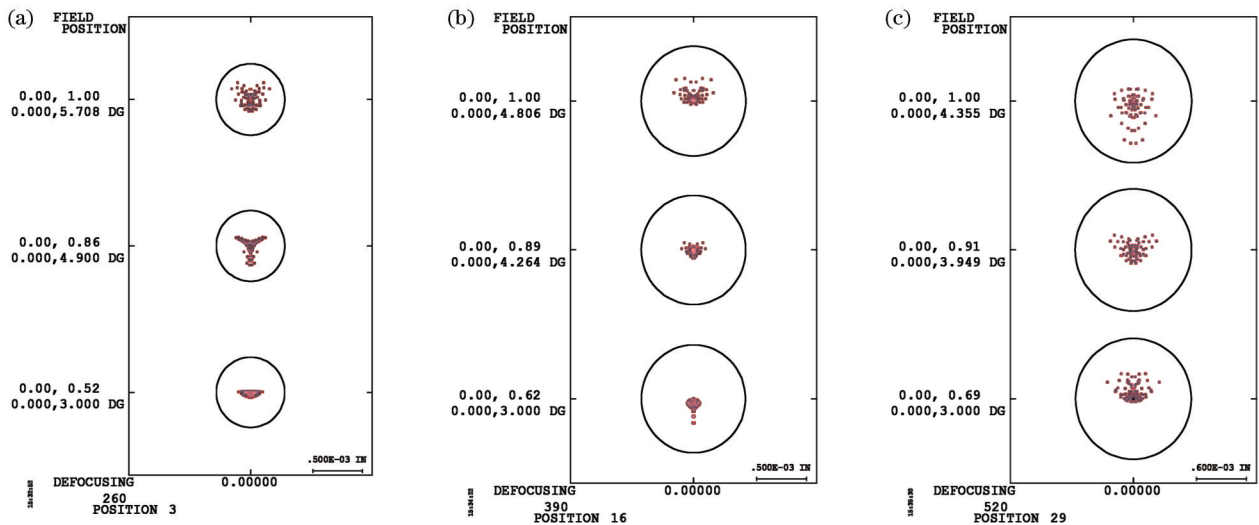 (a)
FIELD
POSITION
0.00, 1.00
0.000,5.708 DG
0.00, 0.86
0.000,4.900 DG
0.00, 0.52
0.000,3.000 DG
.500E-03 IN
DEFOCUSING
0.00000
260
POSITION 3
(b)
FIELD
POSITION
0.00, 1.00
0.000,4.806 DG
0.00, 0.89
0.000,4.264 DG
0.00, 0.62
0.000,3.000 DG
.500E-03 IN
DEFOCUSING
0.00000
390
POSITION 16
(c)
FIELD
POSITION
0.00, 1.00
0.000,4.355 DG
0.00, 0.91
0.000,3.949 DG
0.00, 0.69
0.000,3.000 DG
.600E-03 IN
DEFOCUSING
0.00000
520
POSITION 29